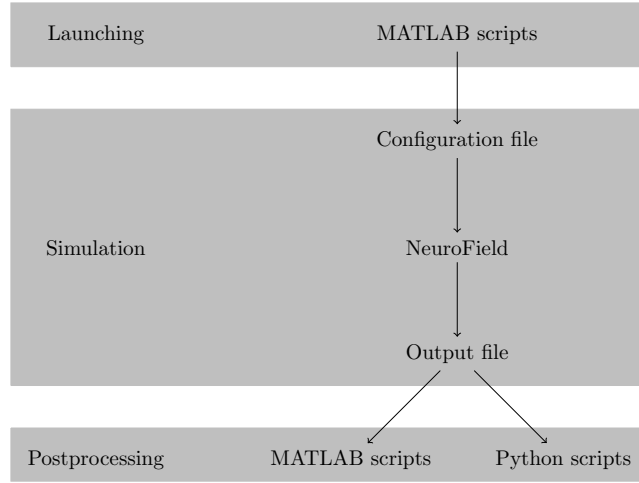 Launching
MATLAB scripts
Configuration file
Simulation
NeuroField
Output file
Postprocessing
MATLAB scripts
Python scripts